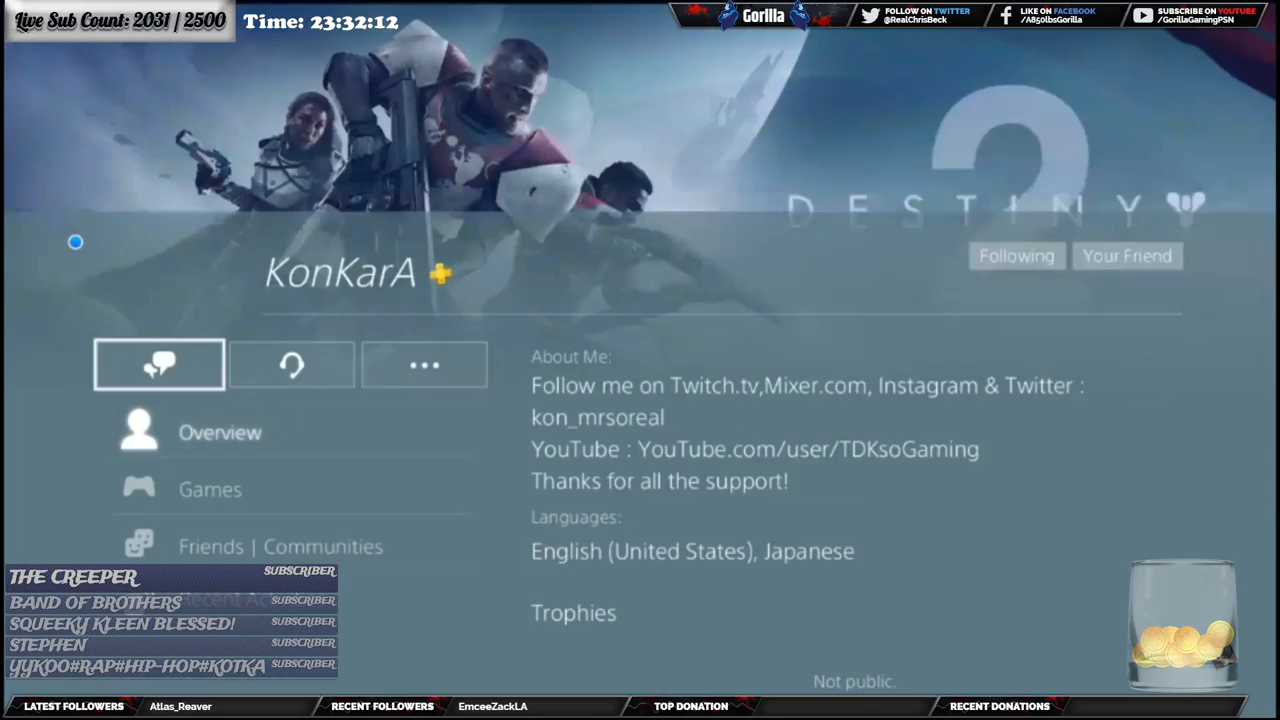 Live Sub Count: 2031 / 2500
Time: 23:32:12
Gorilla
FOLLOW ON TWITTER
@RealChrisBeck
LIKE ON FACEBOOK
/A850lbsGorilla
SUBSCRIBE ON YOUTUBE
/GorillaGamingPSN
2
DESTINY
Following
Your Friend
KonKarA
About Me:
Follow me on Twitch.tv,Mixer.com, Instagram & Twitter :
kon_mrsoreal
YouTube : YouTube.com/user/TDKsoGaming
Thanks for all the support!
Languages:
English (United States), Japanese
Trophies
Not public.
Overview
Games
Friends | Communities
THE CREEPER SUBSCRIBER
BAND OF BROTHERS SUBSCRIBER
SQUEEKY KLEEN BLESSED! SUBSCRIBER
STEPHEN SUBSCRIBER
YYKOO#RAP#HIP-HOP#KOTKA SUBSCRIBER
LATEST FOLLOWERS Atlas_Reaver RECENT FOLLOWERS EmceeZackLA TOP DONATION RECENT DONATIONS